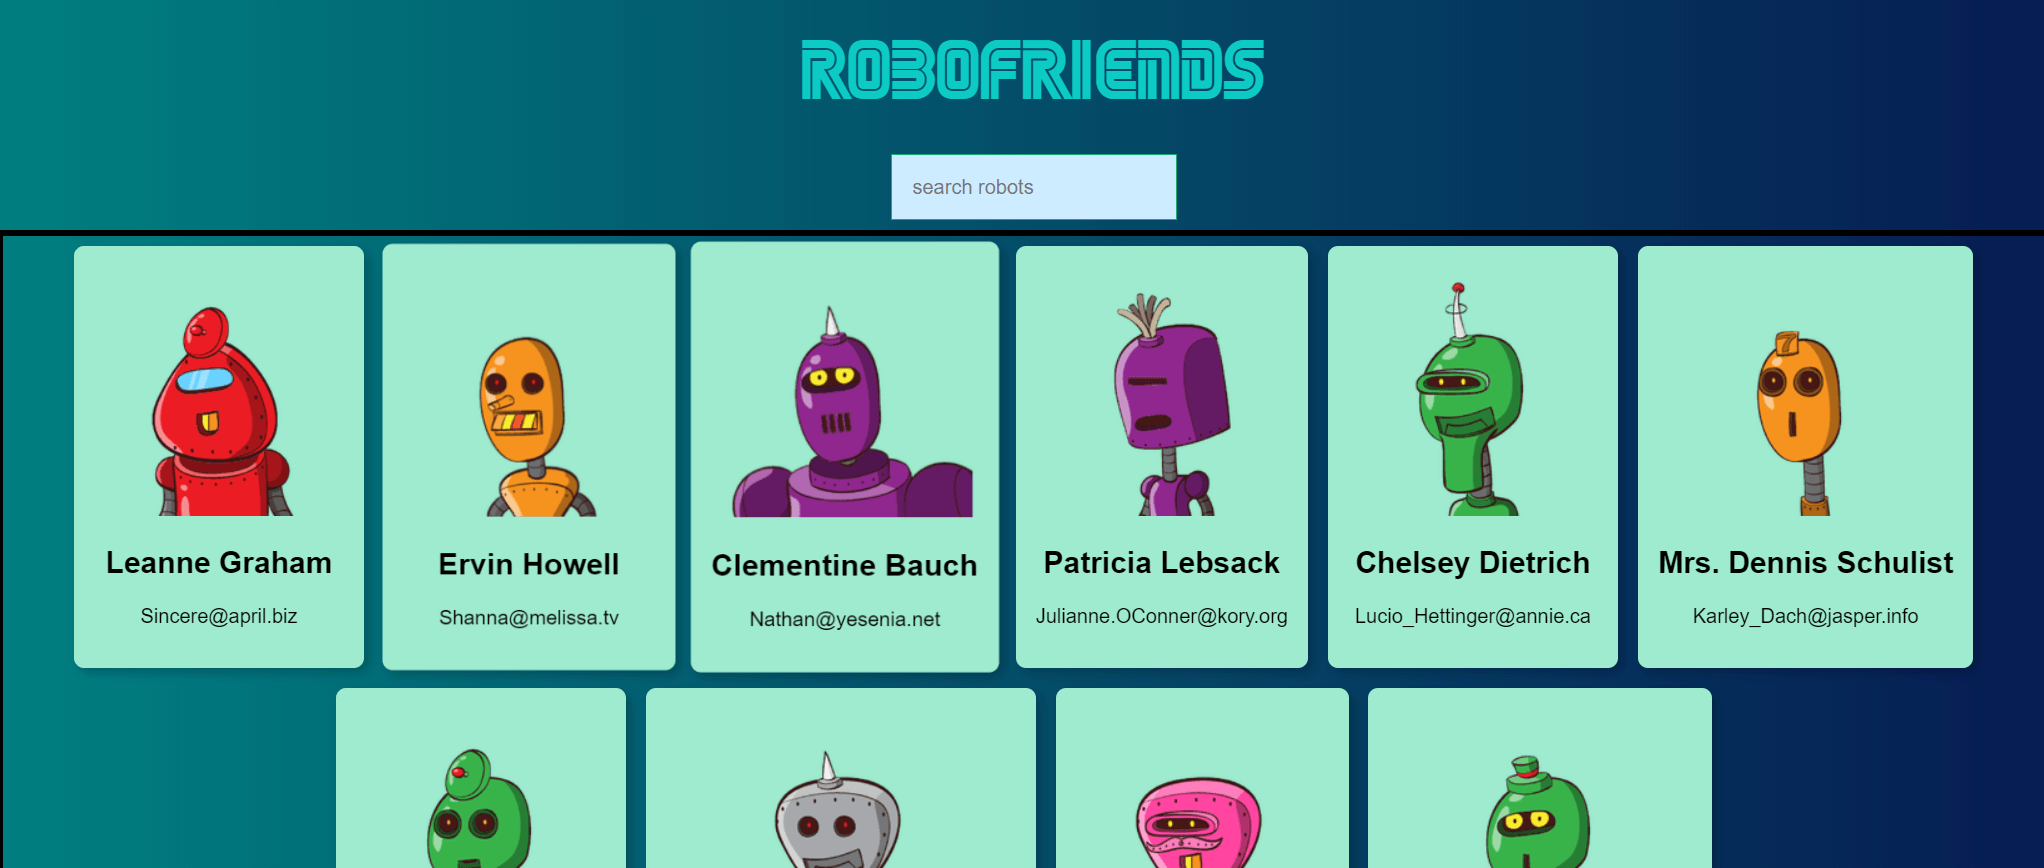 ROBOFRIENDS
search robots
7
Leanne Graham
Ervin Howell
Clementine Bauch
Patricia Lebsack
Chelsey Dietrich
Mrs. Dennis Schulist
Sincere@april.biz
Shanna@melissa.tv
Nathan@yesenia.net
Julianne.OConner@kory.org
Lucio_Hettinger@annie.ca
Karley_Dach@jasper.info